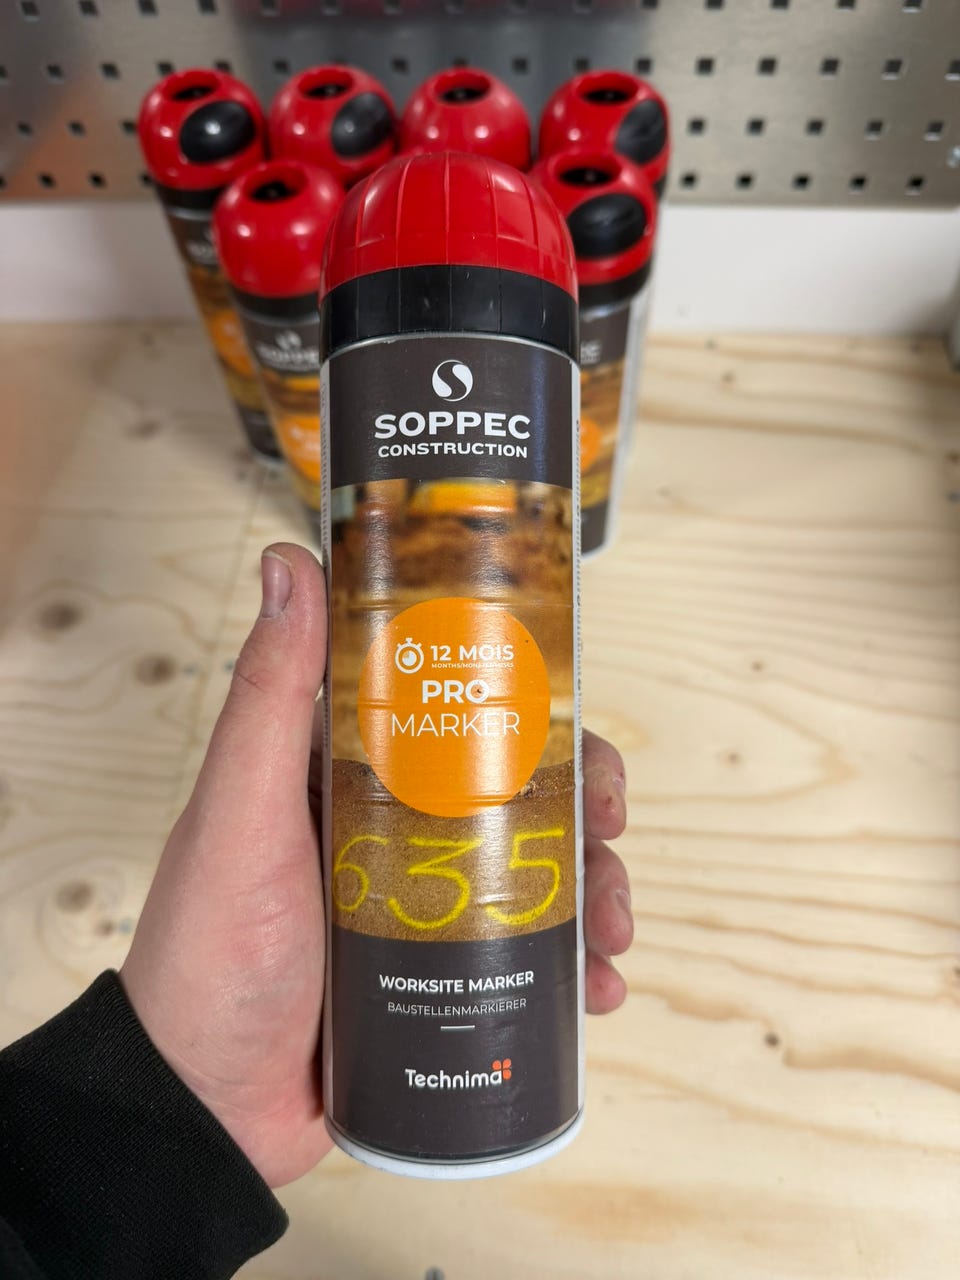 SOPPEC
CONSTRUCTION
12 MOIS
PRO
MARKER
635
WORKSITE MARKER
BAUSTELLENMARKIERER
Technima